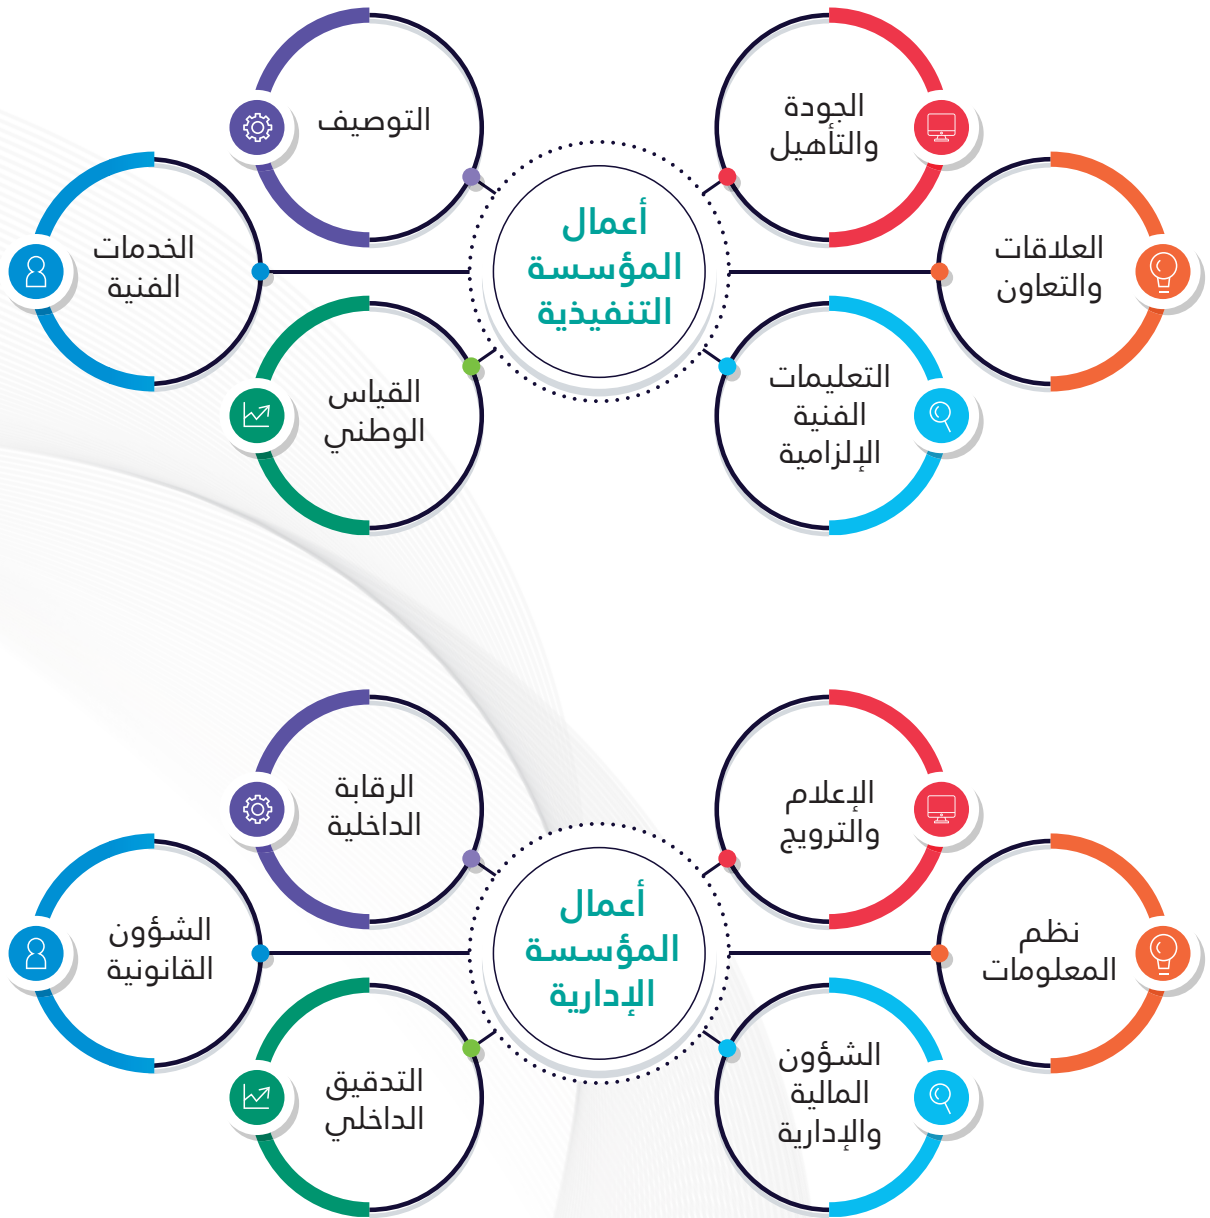 أعمال
المؤسسة
التنفيذية
الجودة
والتأهيل
العلاقات
والتعاون
التعليمات
الفنية
الإلزامية
التوصيف
الخدمات
الفنية
القياس
الوطني
أعمال
المؤسسة
الإدارية
الإعلام
والترويج
نظم
المعلومات
الشؤون
المالية
والإدارية
الرقابة
الداخلية
الشؤون
القانونية
التدقيق
الداخلي